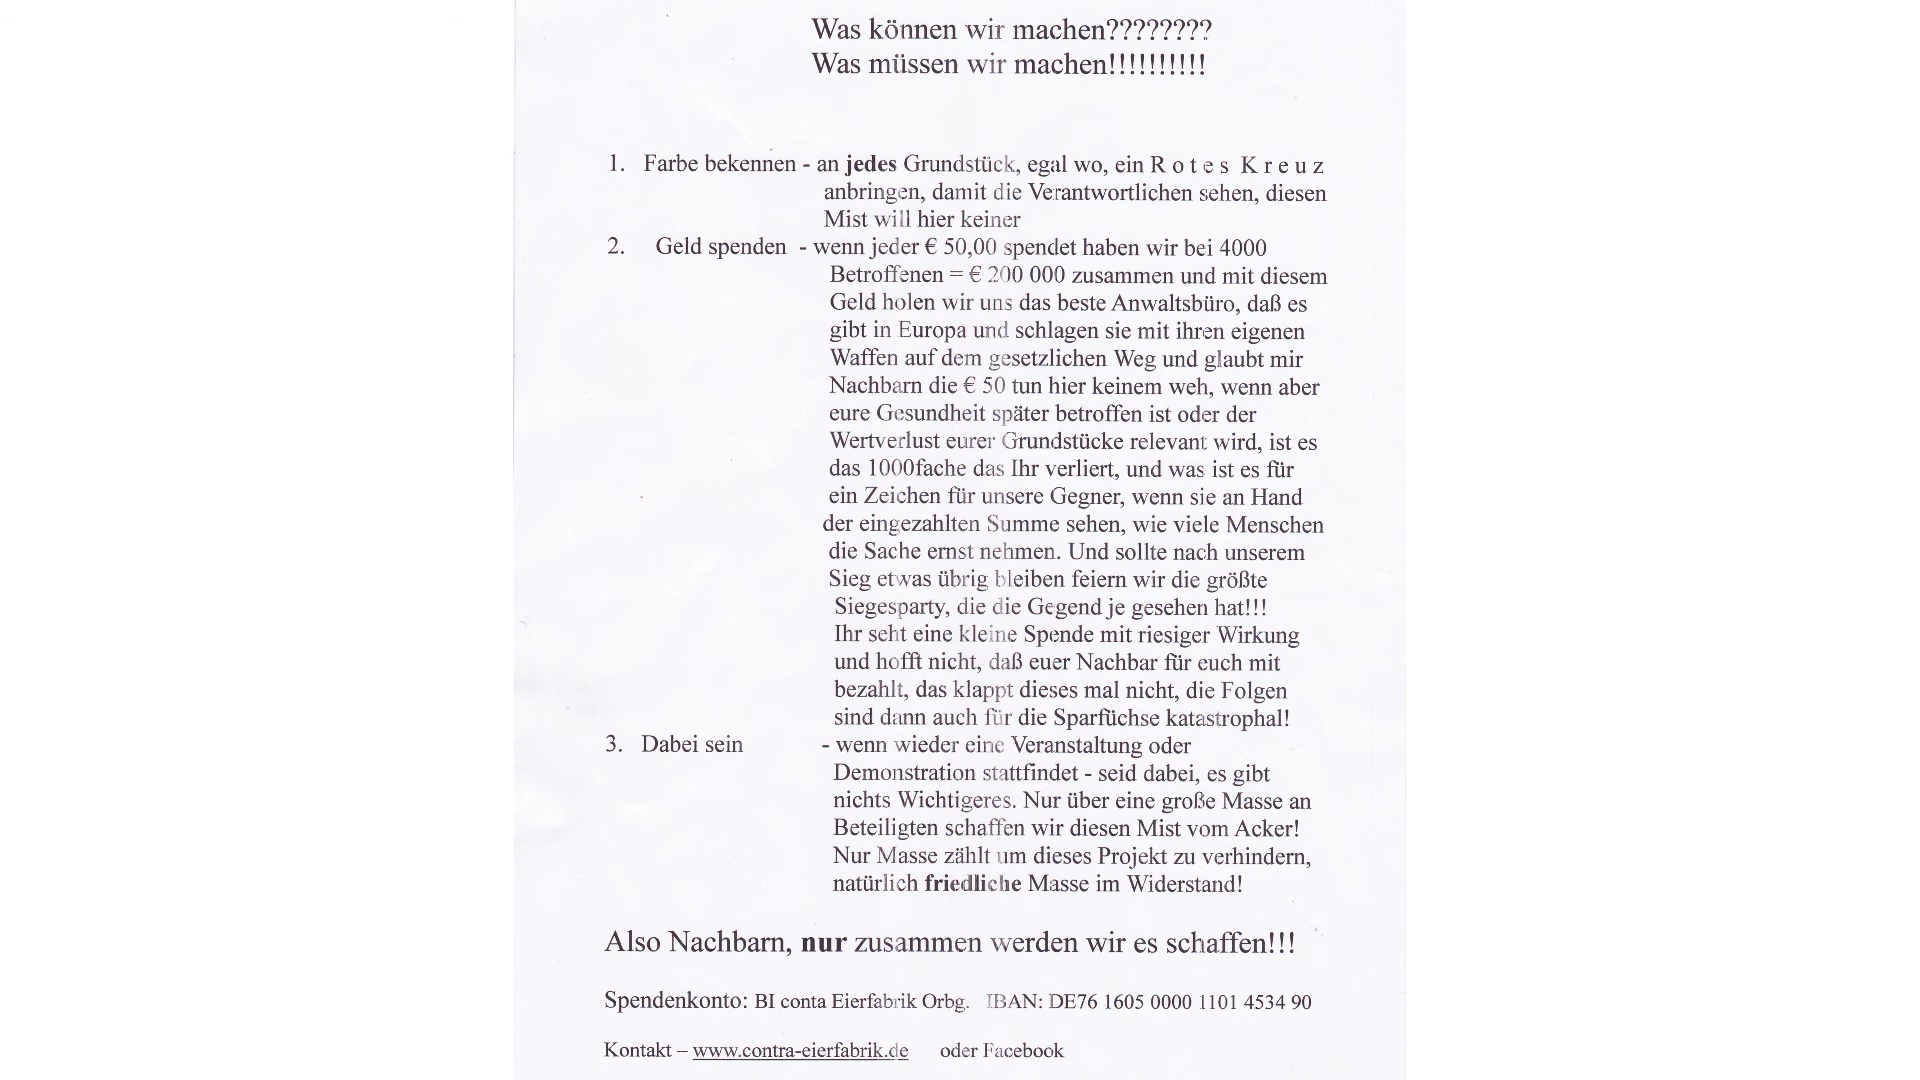 Was können wir machen????????
Was müssen wir machen!!!!!!!!!!
1. Farbe bekennen - an jedes Grundstück, egal wo, ein R o t e s K r e u z
anbringen, damit die Verantwortlichen sehen, diesen
Mist will hier keiner
2. Geld spenden - wenn jeder € 50,00 spendet haben wir bei 4000
Betroffenen = € 200 000 zusammen und mit diesem
Geld holen wir uns das beste Anwaltsbüro, daß es
gibt in Europa und schlagen sie mit ihren eigenen
Waffen auf dem gesetzlichen Weg und glaubt mir
Nachbarn die € 50 tun hier keinem weh, wenn aber
eure Gesundheit später betroffen ist oder der
Wertverlust eurer Grundstücke relevant wird, ist es
das 1000fache das Ihr verliert, und was ist es für
ein Zeichen für unsere Gegner, wenn sie an Hand
der eingezahlten Summe sehen, wie viele Menschen
die Sache ernst nehmen. Und sollte nach unserem
Sieg etwas übrig bleiben feiern wir die größte
Siegesparty, die die Gegend je gesehen hat!!!
Ihr seht eine kleine Spende mit riesiger Wirkung
und hofft nicht, daß euer Nachbar für euch mit
bezahlt, das klappt dieses mal nicht, die Folgen
sind dann auch für die Sparfüchse katastrophal!
3. Dabei sein - wenn wieder eine Veranstaltung oder
Demonstration stattfindet - seid dabei, es gibt
nichts Wichtigeres. Nur über eine große Masse an
Beteiligten schaffen wir diesen Mist vom Acker!
Nur Masse zählt um dieses Projekt zu verhindern,
natürlich friedliche Masse im Widerstand!
Also Nachbarn, nur zusammen werden wir es schaffen!!!
Spendenkonto: BI conta Eierfabrik Orbg. IBAN: DE76 1605 0000 1101 4534 90
Kontakt – www.contra-eierfabrik.de oder Facebook